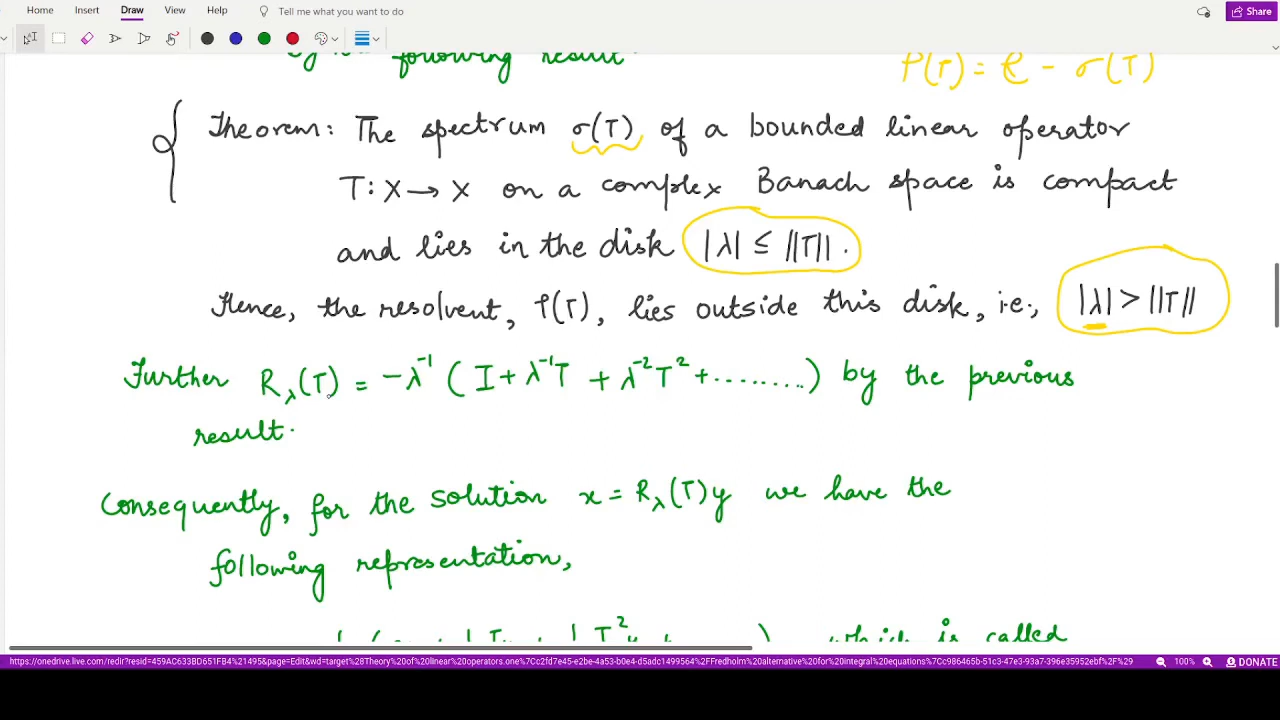 Home Insert Draw View Help Tell me what you want to do Share
following result.
ρ(T) = ℂ - σ(T)
Theorem: The spectrum σ(T) of a bounded linear operator
T: X → X on a complex Banach space is compact
and lies in the disk |λ| ≤ ||T||.
Hence, the resolvent, ρ(T), lies outside this disk, i.e., |λ| > ||T||
Further R_λ(T) = -λ⁻¹ ( I + λ⁻¹T + λ⁻²T² + ........) by the previous
result.
Consequently, for the solution x = R_λ(T)y we have the
following representation,
which is called
100% DONATE